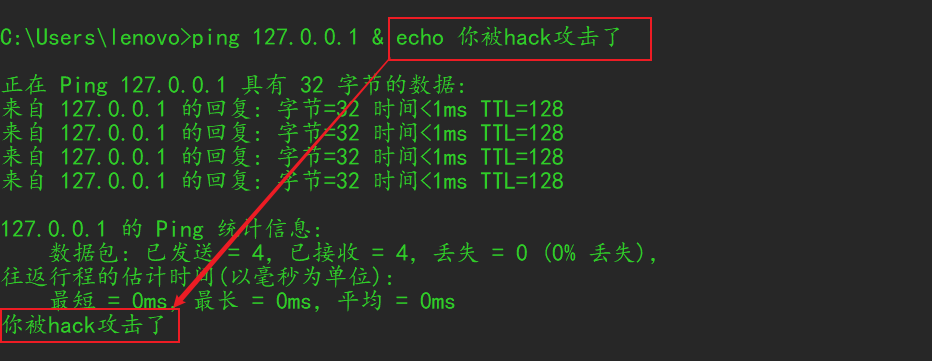 C:\Users\lenovo>ping 127.0.0.1 & echo 你被hack攻击了
正在 Ping 127.0.0.1 具有 32 字节的数据:
来自 127.0.0.1 的回复: 字节=32 时间<1ms TTL=128
来自 127.0.0.1 的回复: 字节=32 时间<1ms TTL=128
来自 127.0.0.1 的回复: 字节=32 时间<1ms TTL=128
来自 127.0.0.1 的回复: 字节=32 时间<1ms TTL=128
127.0.0.1 的 Ping 统计信息:
数据包: 已发送 = 4, 已接收 = 4, 丢失 = 0 (0% 丢失),
往返行程的估计时间(以毫秒为单位):
最短 = 0ms, 最长 = 0ms, 平均 = 0ms
你被hack攻击了